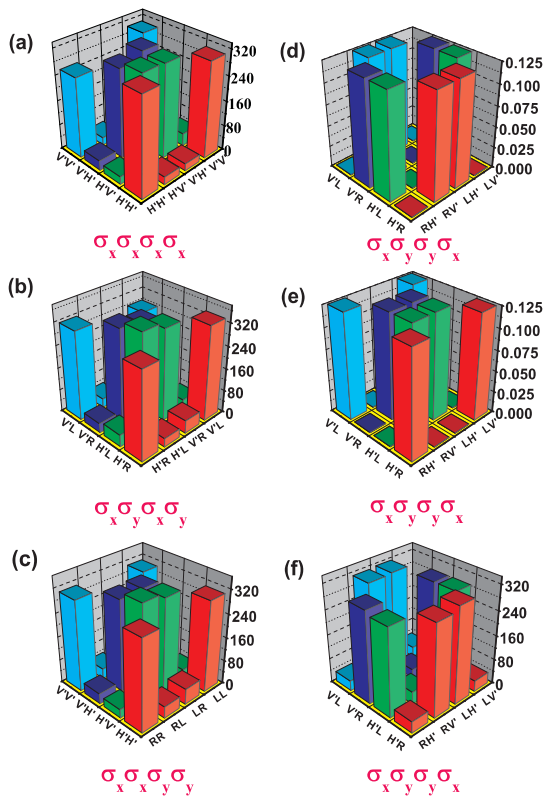 (a)
320
240
160
80
0
V'V' V'H' H'V' H'H'
H'H' H'V' V'H' V'V'
σxσxσxσx
(d)
0.125
0.100
0.075
0.050
0.025
0.000
V'L V'R H'L H'R
RH' RV' LH' LV'
σxσyσyσx
(b)
320
240
160
80
0
V'L V'R H'L H'R
H'R H'L V'R V'L
σxσyσxσy
(e)
0.125
0.100
0.075
0.050
0.025
0.000
V'L V'R H'L H'R
RH' RV' LH' LV'
σxσyσyσx
(c)
320
240
160
80
0
V'V' V'H' H'V' H'H'
RR RL LR LL
σxσxσyσy
(f)
320
240
160
80
0
V'L V'R H'L H'R
RH' RV' LH' LV'
σxσyσyσx